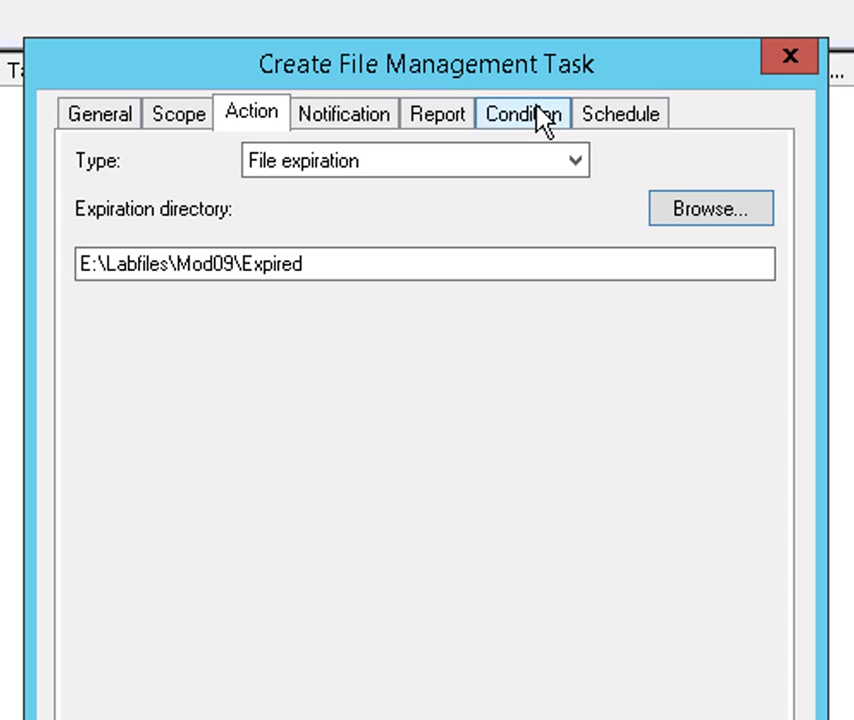 Create File Management Task
X
General Scope Action Notification Report Condition Schedule
Type: File expiration
Expiration directory: Browse...
E:\Labfiles\Mod09\Expired